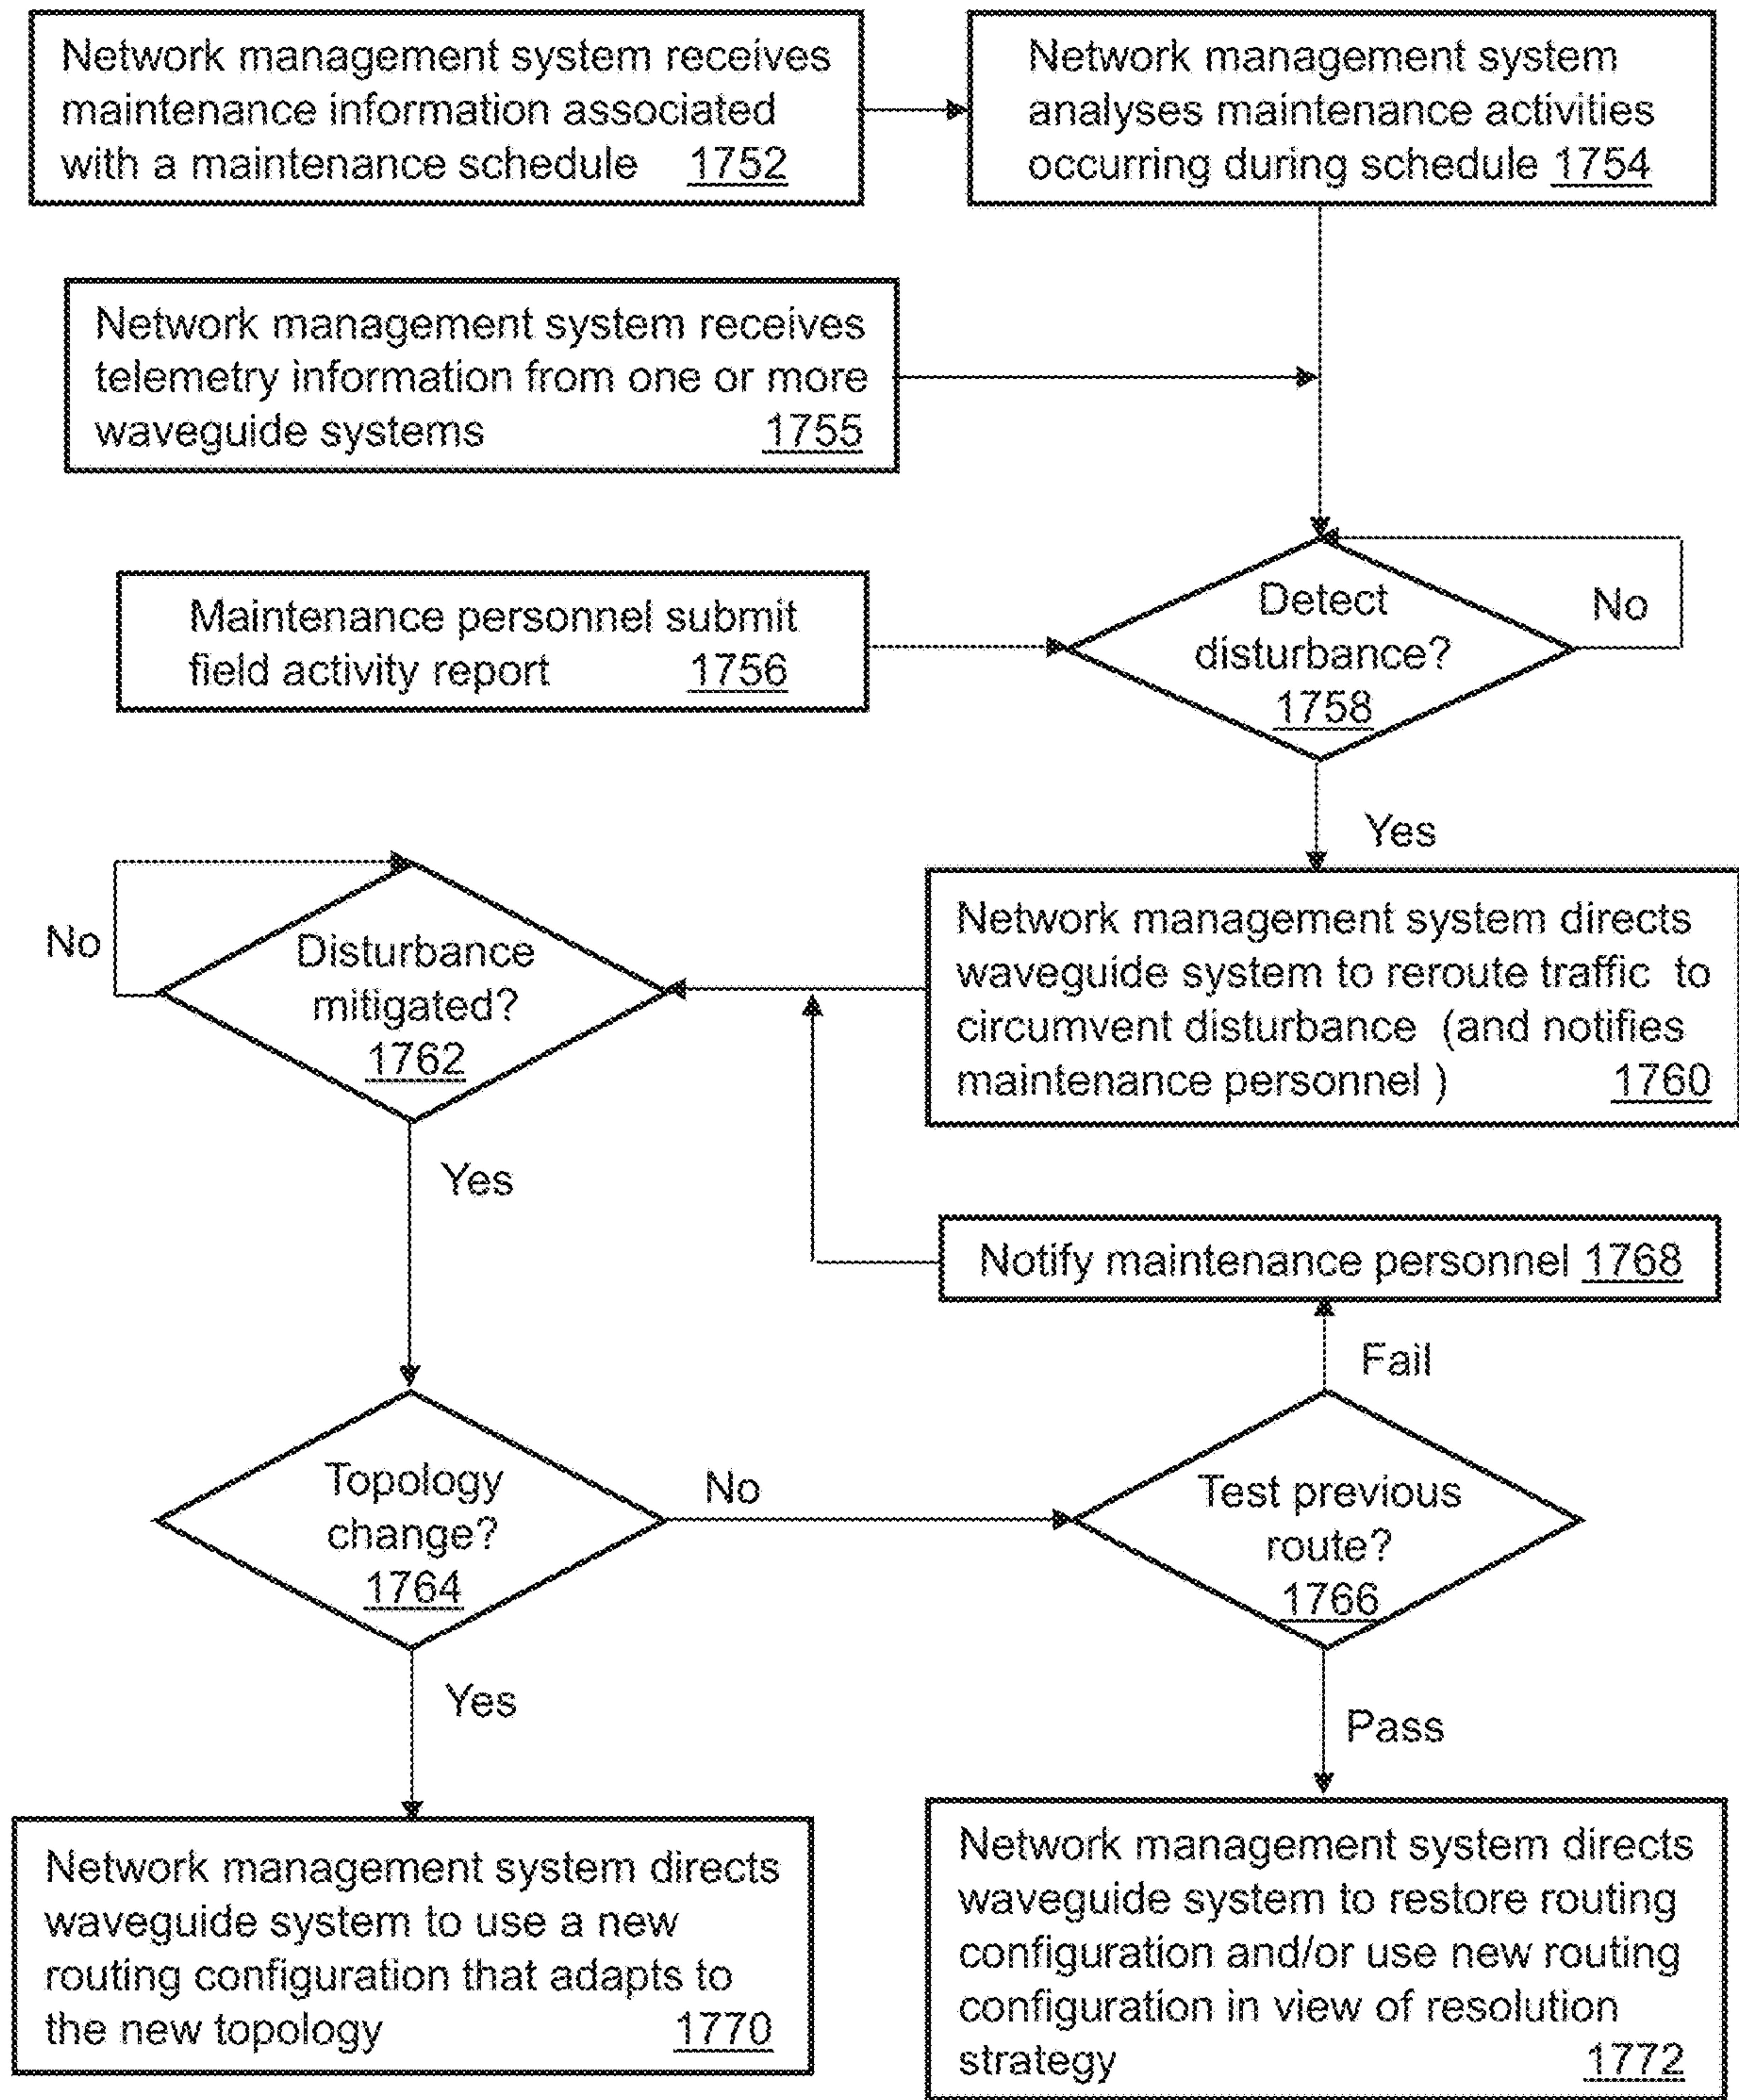 Network management system receives
maintenance information associated
with a maintenance schedule 1752
Network management system
analyses maintenance activities
occurring during schedule 1754
Network management system receives
telemetry information from one or more
waveguide systems 1755
Maintenance personnel submit
field activity report 1756
Detect
disturbance?
1758
No
Yes
Network management system directs
waveguide system to reroute traffic to
circumvent disturbance (and notifies
maintenance personnel ) 1760
Disturbance
mitigated?
1762
No
Yes
Notify maintenance personnel 1768
Fail
Topology
change?
1764
No
Test previous
route?
1766
Yes
Pass
Network management system directs
waveguide system to use a new
routing configuration that adapts to
the new topology 1770
Network management system directs
waveguide system to restore routing
configuration and/or use new routing
configuration in view of resolution
strategy 1772